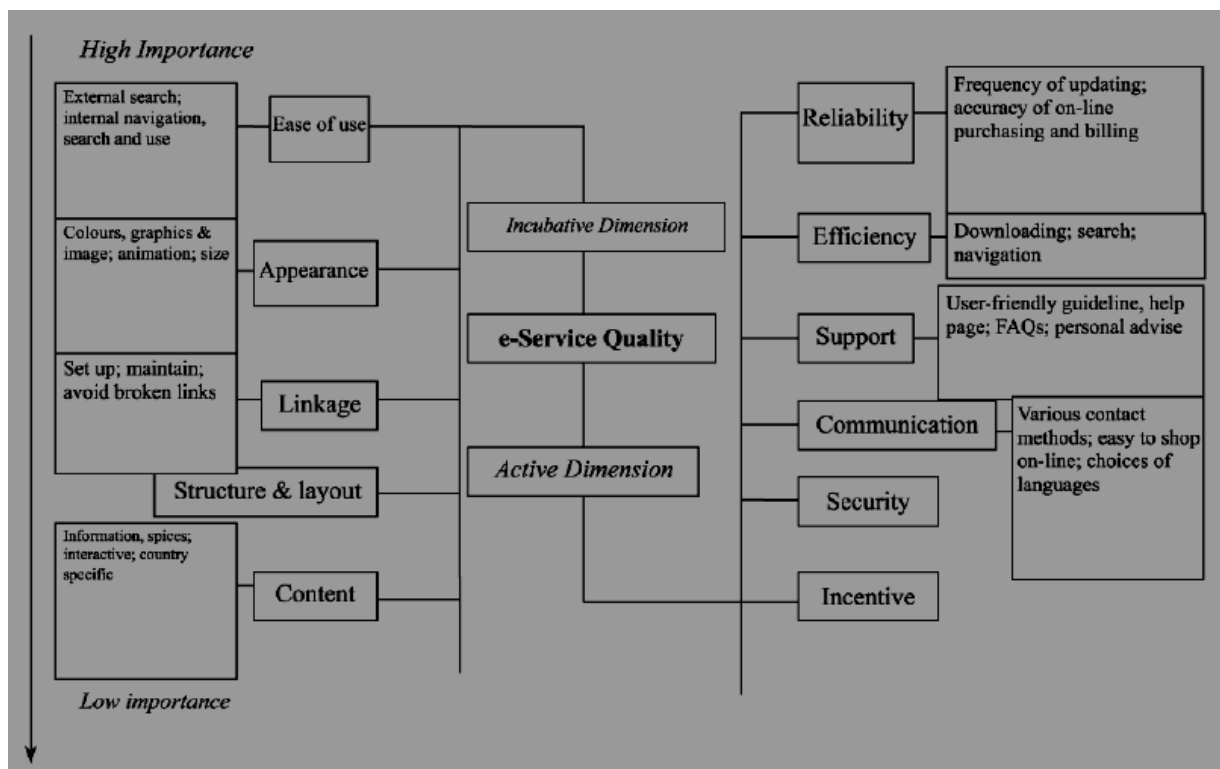 High Importance
External search;
internal navigation,
search and use
Ease of use
Colours, graphics &
image; animation; size
Appearance
Set up; maintain;
avoid broken links
Linkage
Structure & layout
Information, spices;
interactive; country
specific
Content
Low importance
Incubative Dimension
e-Service Quality
Active Dimension
Reliability
Frequency of updating;
accuracy of on-line
purchasing and billing
Efficiency
Downloading; search;
navigation
Support
User-friendly guideline, help
page; FAQs; personal advise
Communication
Various contact
methods; easy to shop
on-line; choices of
languages
Security
Incentive